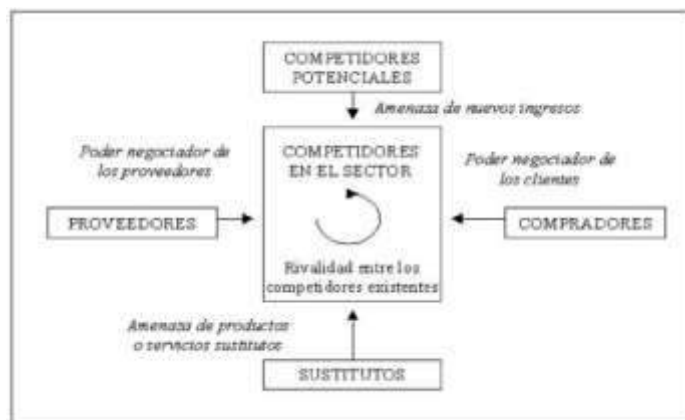 COMPETIDORES
POTENCIALES
Amenaza de nuevos ingresos
Poder negociador de
los proveedores
COMPETIDORES
EN EL SECTOR
Poder negociador de
los clientes
PROVEEDORES
COMPRADORES
Rivalidad entre los
competidores existentes
Amenaza de productos
o servicios sustitutos
SUSTITUTOS